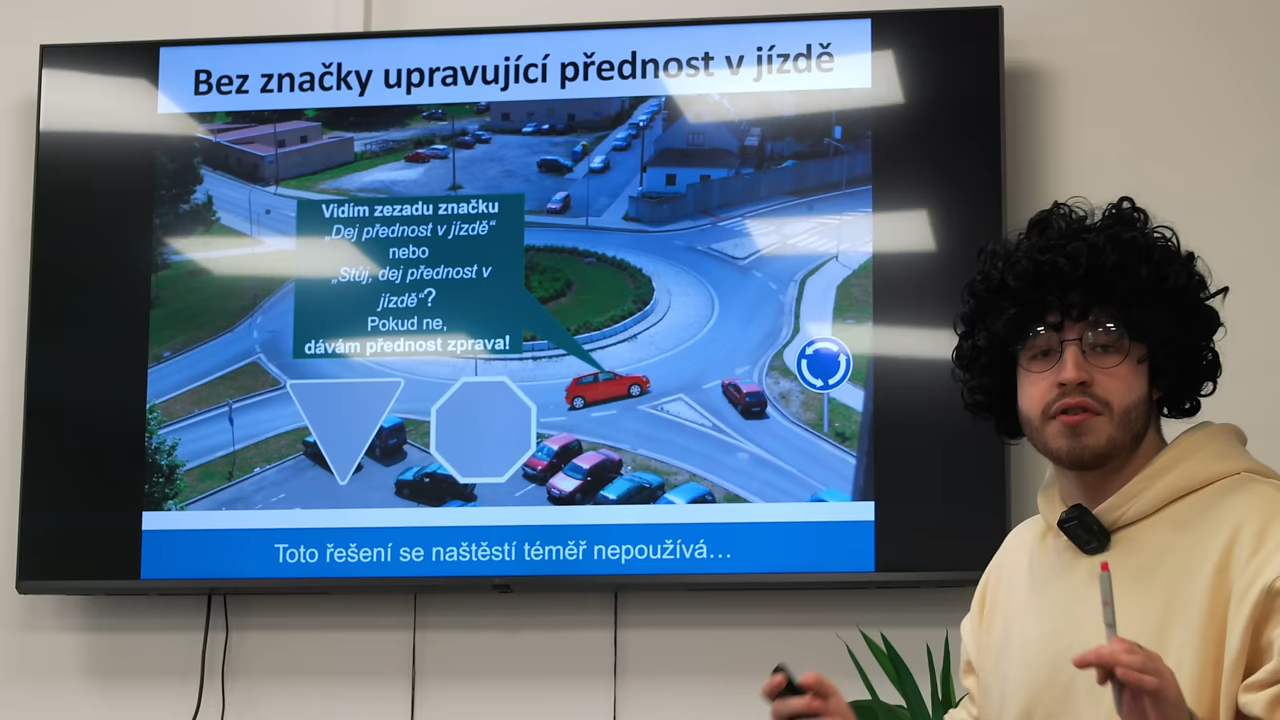 Bez značky upravující přednost v jízdě
Vidím zezadu značku
„Dej přednost v jízdě“
nebo
„Stůj, dej přednost v
jízdě“?
Pokud ne,
dávám přednost zprava!
Toto řešení se naštěstí téměř nepoužívá...